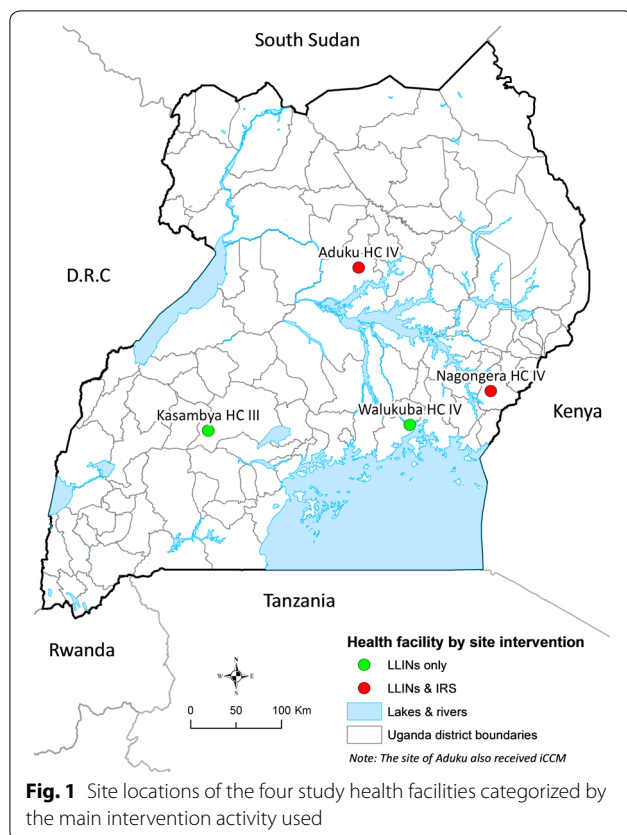 South Sudan
Aduku HC IV
D.R.C
Nagongera HC IV
Kasambya HC III
Walukuba HC IV
Kenya
Tanzania
Rwanda
Health facility by site intervention
LLINs only
LLINs & IRS
Lakes & rivers
Uganda district boundaries
Note: The site of Aduku also received iCCM
N
W E
S
0 50 100 Km
Fig. 1 Site locations of the four study health facilities categorized by
the main intervention activity used